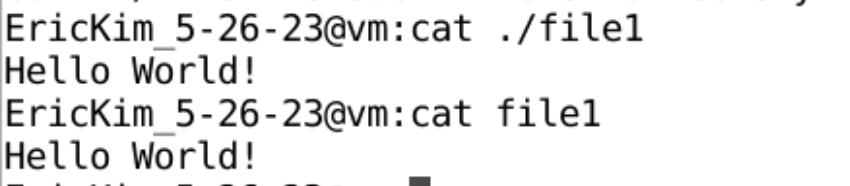 EricKim_5-26-23@vm:cat ./file1
Hello World!
EricKim_5-26-23@vm:cat file1
Hello World!